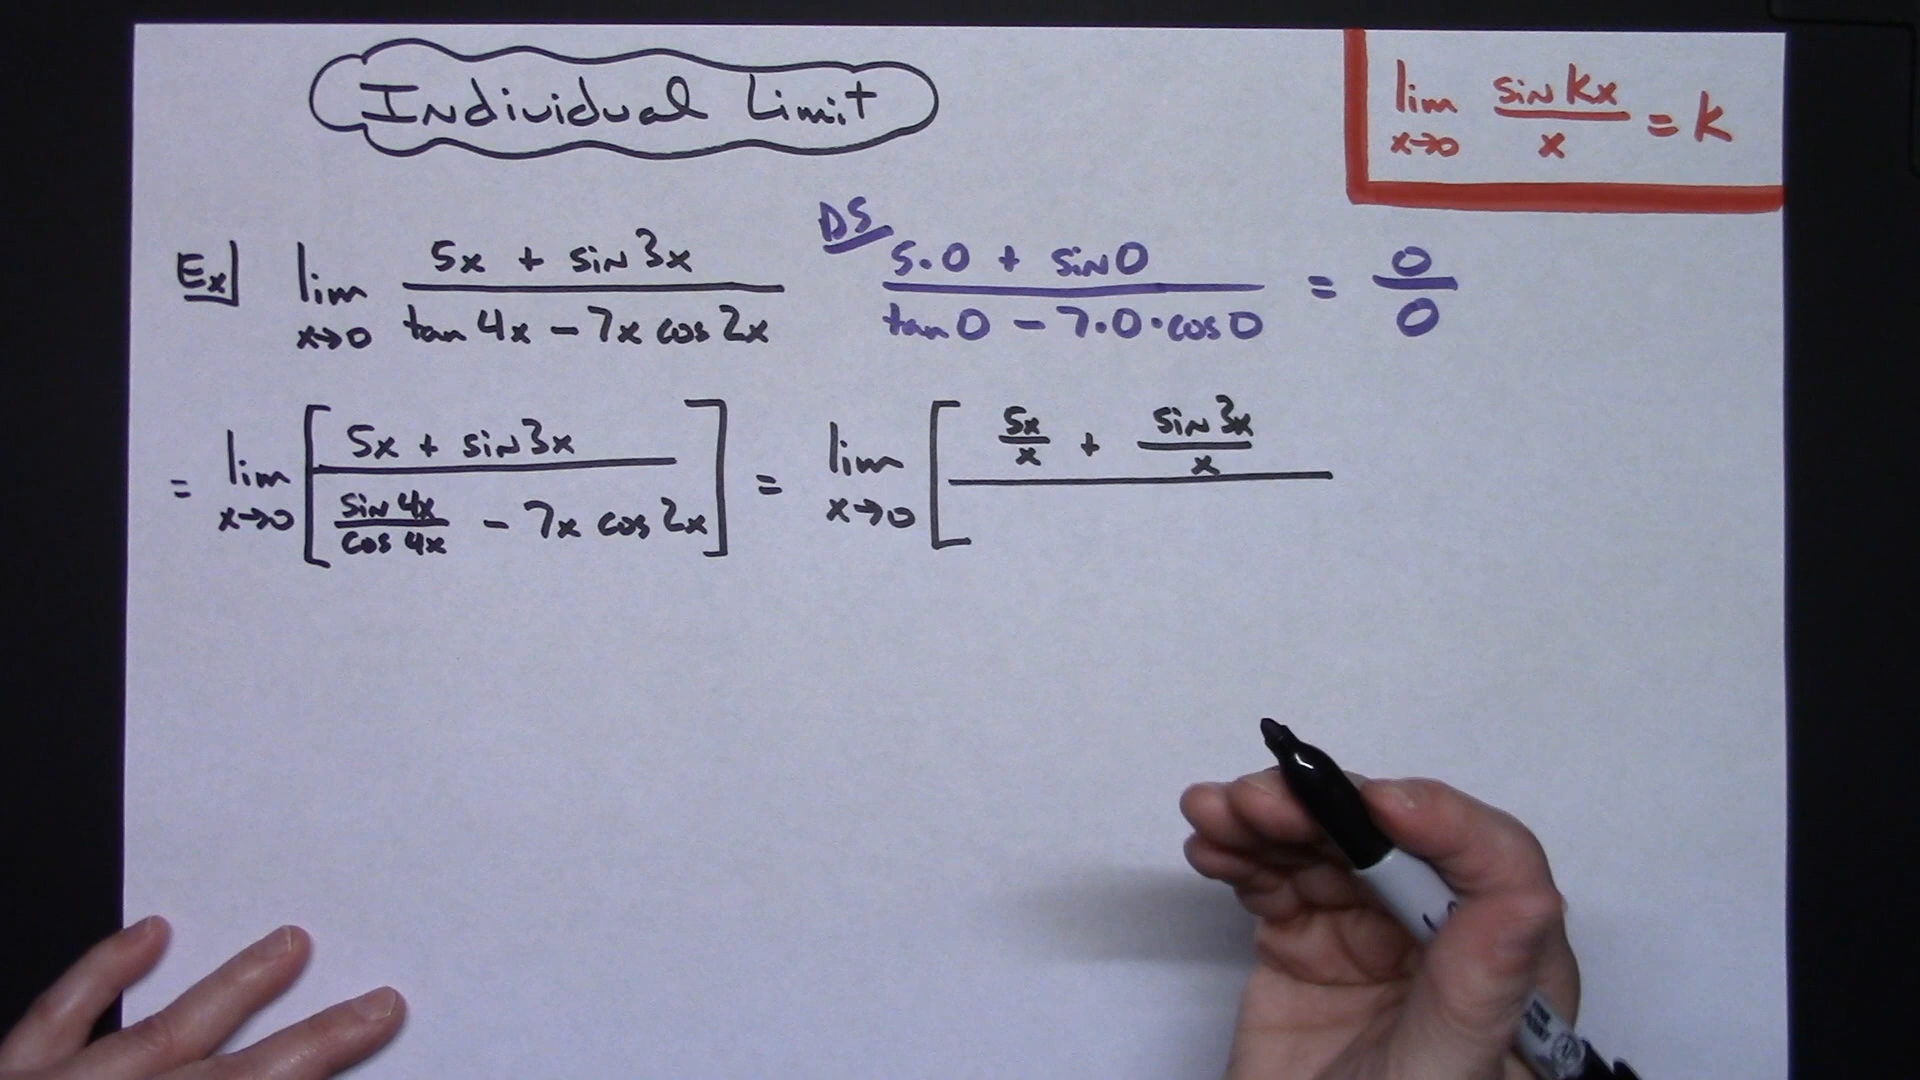 Individual Limit
lim x→0 sin kx / x = k
Ex] lim x→0 (5x + sin 3x) / (tan 4x − 7x cos 2x)
DS (5·0 + sin 0) / (tan 0 − 7·0·cos 0) = 0/0
= lim x→0 [ (5x + sin 3x) / (sin 4x / cos 4x − 7x cos 2x) ] = lim x→0 [ (5x/x + sin 3x / x) /
FINE
POINT